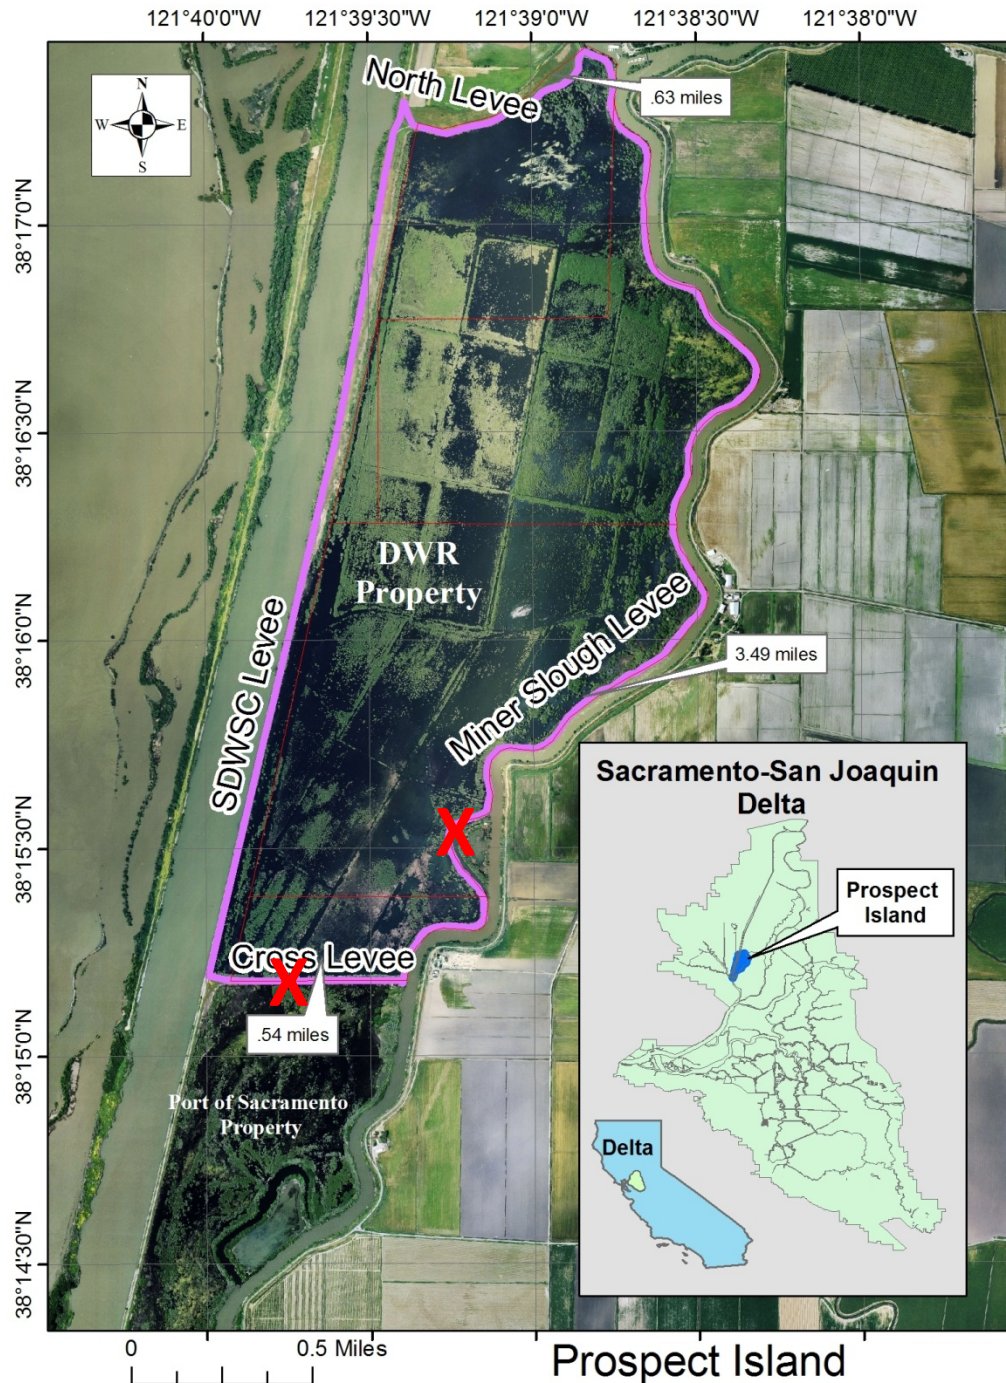 121°40'0"W
121°39'30"W
121°39'0"W
121°38'30"W
121°38'0"W
North Levee
.63 miles
N
W
E
S
38°17'0"N
38°16'30"N
DWR
Property
38°16'0"N
SDWSC Levee
Miner Slough Levee
3.49 miles
38°15'30"N
X
Cross Levee
X
.54 miles
38°15'0"N
Port of Sacramento
Property
38°14'30"N
Sacramento-San Joaquin
Delta
Prospect
Island
Delta
0
0.5 Miles
Prospect Island